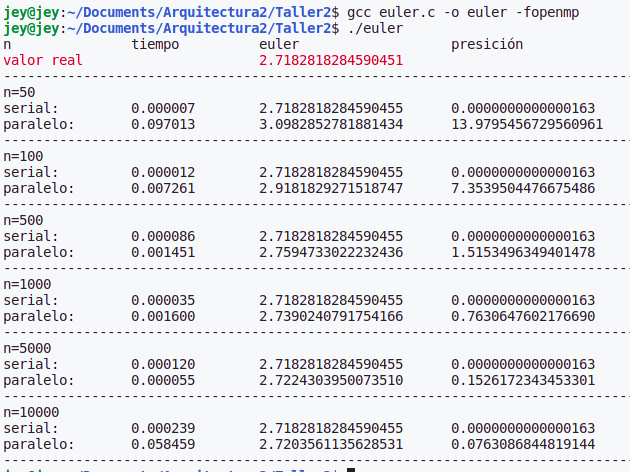 jey@jey:~/Documents/Arquitectura2/Taller2$ gcc euler.c -o euler -fopenmp
jey@jey:~/Documents/Arquitectura2/Taller2$ ./euler
n tiempo euler presición
valor real 2.7182818284590451
--------------------------------------------------------------------------------
n=50
serial: 0.000007 2.7182818284590455 0.0000000000000163
paralelo: 0.097013 3.0982852781881434 13.9795456729560961
--------------------------------------------------------------------------------
n=100
serial: 0.000012 2.7182818284590455 0.0000000000000163
paralelo: 0.007261 2.9181829271518747 7.3539504476675486
--------------------------------------------------------------------------------
n=500
serial: 0.000086 2.7182818284590455 0.0000000000000163
paralelo: 0.001451 2.7594733022232436 1.5153496349401478
--------------------------------------------------------------------------------
n=1000
serial: 0.000035 2.7182818284590455 0.0000000000000163
paralelo: 0.001600 2.7390240791754166 0.7630647602176690
--------------------------------------------------------------------------------
n=5000
serial: 0.000120 2.7182818284590455 0.0000000000000163
paralelo: 0.000055 2.7224303950073510 0.1526172343453301
--------------------------------------------------------------------------------
n=10000
serial: 0.000239 2.7182818284590455 0.0000000000000163
paralelo: 0.058459 2.7203561135628531 0.0763086844819144
--------------------------------------------------------------------------------